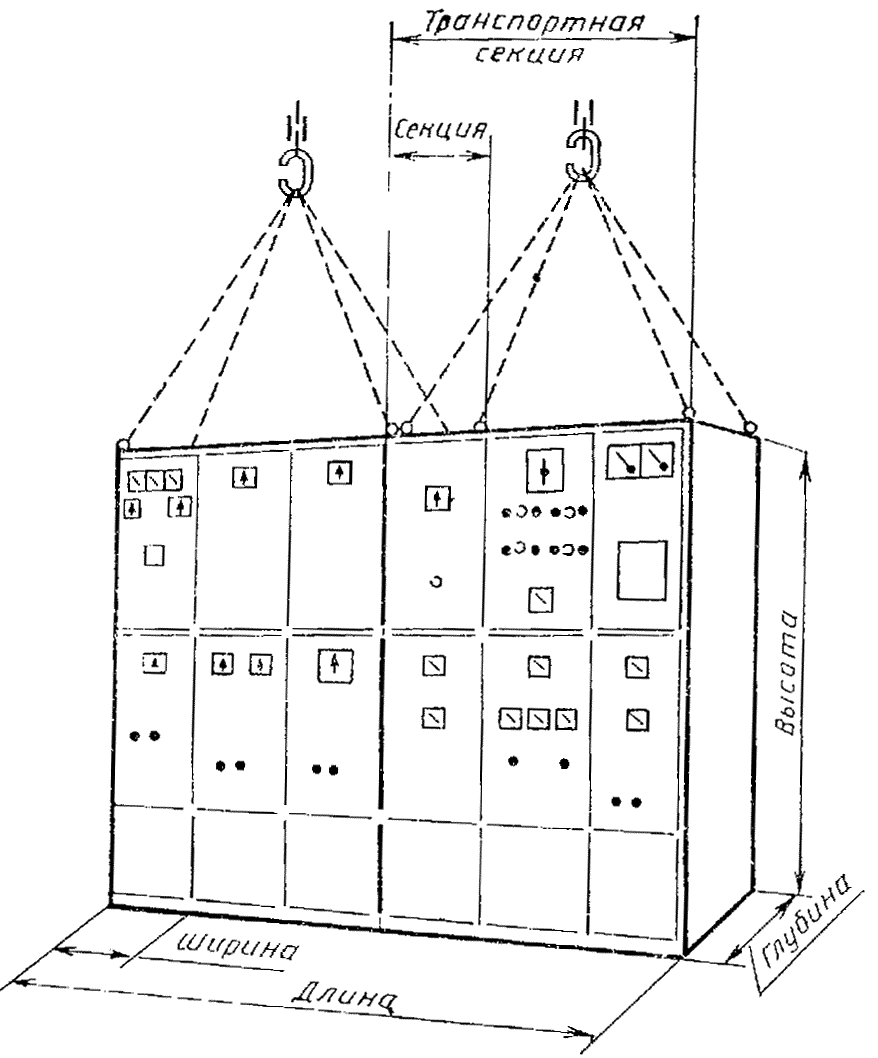 Транспортная
секция
Секция
Высота
Глубина
Ширина
Длина